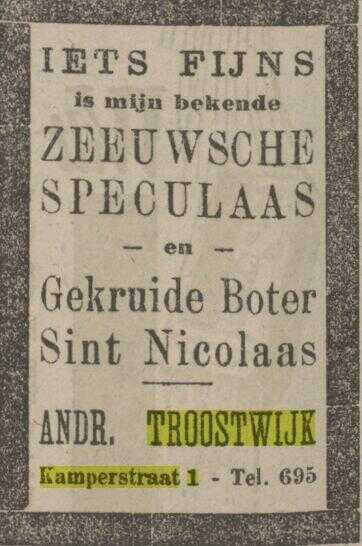 IETS FIJNS
is mijn bekende
ZEEUWSCHE
SPECULAAS
— en —
Gekruide Boter
Sint Nicolaas
ANDR. TROOSTWIJK
Kamperstraat 1 - Tel. 695